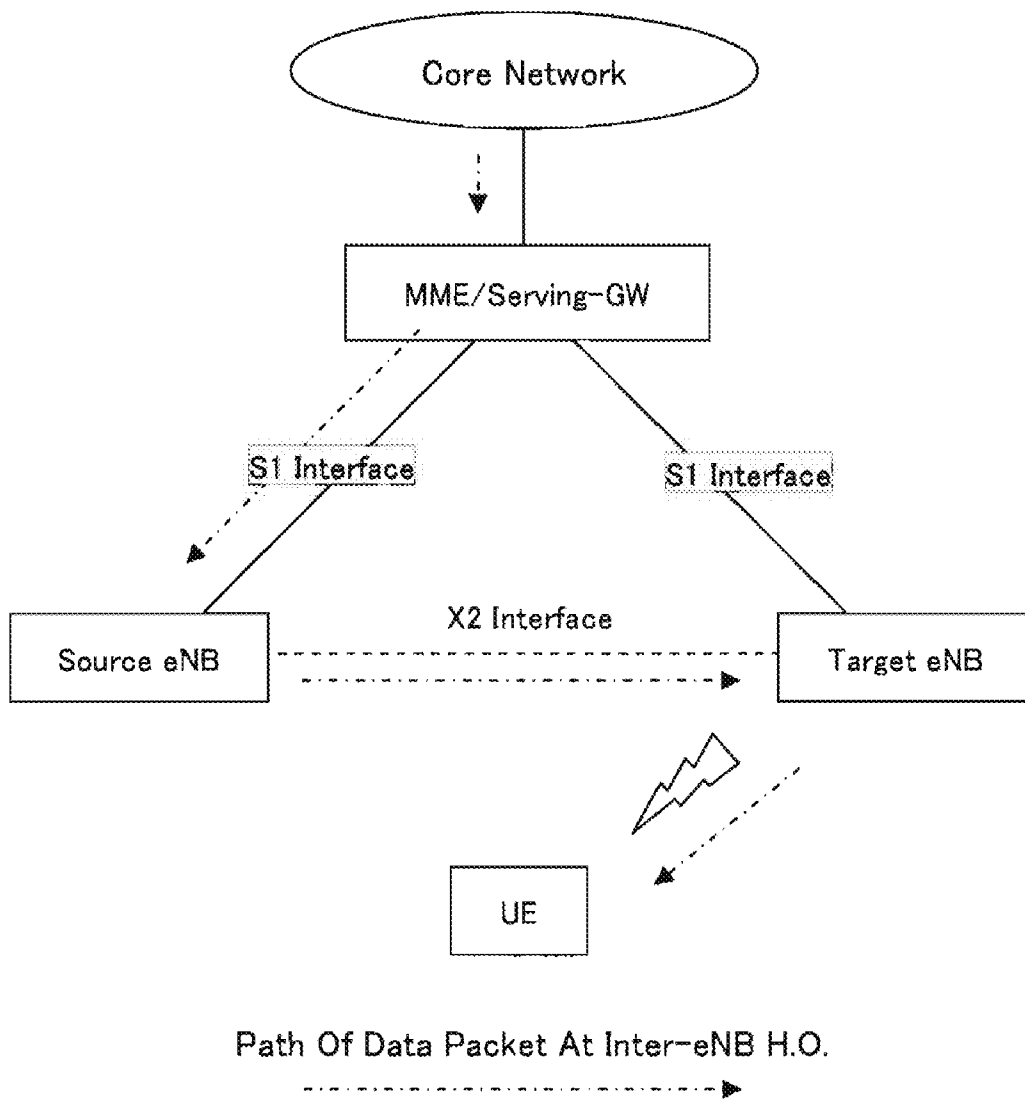 Core Network
MME/Serving-GW
S1 Interface
S1 Interface
X2 Interface
Source eNB
Target eNB
UE
Path Of Data Packet At Inter-eNB H.O.